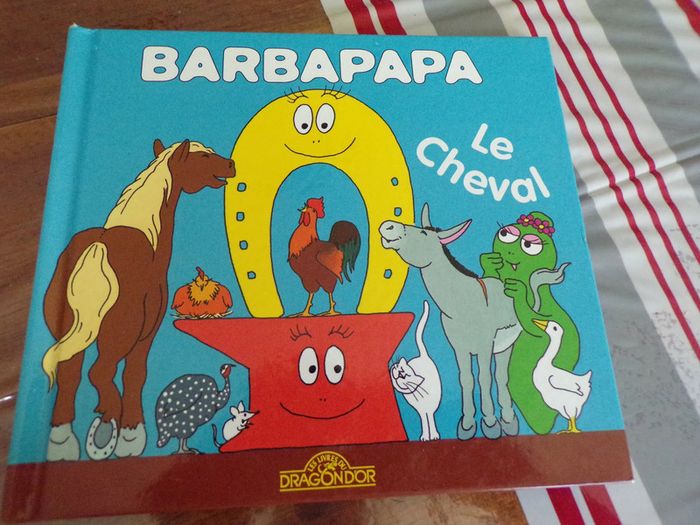 BARBAPAPA
Le
Cheval
LES LIVRES DU
DRAGON D'OR